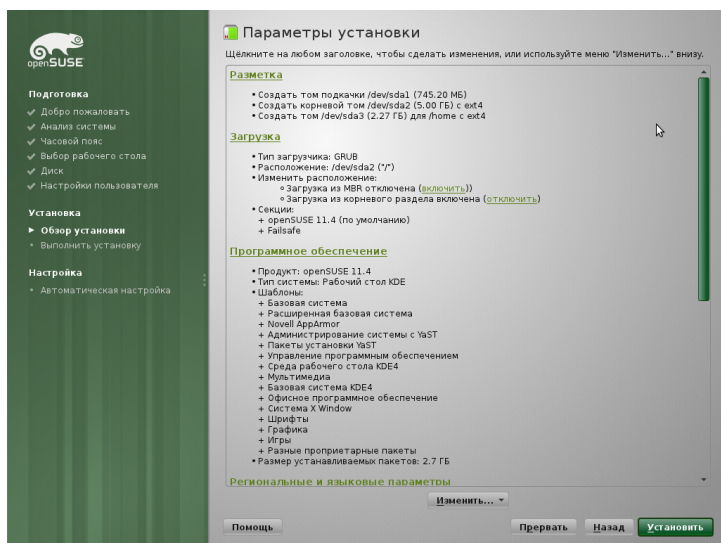 openSUSE
Подготовка
Добро пожаловать
Анализ системы
Часовой пояс
Выбор рабочего стола
Диск
Настройки пользователя
Установка
Обзор установки
Выполнить установку
Настройка
Автоматическая настройка
Параметры установки
Щёлкните на любом заголовке, чтобы сделать изменения, или используйте меню "Изменить..." внизу.
Разметка
• Создать том подкачки /dev/sda1 (745.20 МБ)
• Создать корневой том /dev/sda2 (5.00 ГБ) с ext4
• Создать том /dev/sda3 (2.27 ГБ) для /home с ext4
Загрузка
• Тип загрузчика: GRUB
• Расположение: /dev/sda2 ("/")
• Изменить расположение:
Загрузка из MBR отключена (включить))
Загрузка из корневого раздела включена (отключить)
• Секции:
+ openSUSE 11.4 (по умолчанию)
+ Failsafe
Программное обеспечение
• Продукт: openSUSE 11.4
• Тип системы: Рабочий стол KDE
• Шаблоны:
+ Базовая система
+ Расширенная базовая система
+ Novell AppArmor
+ Администрирование системы с YaST
+ Пакеты установки YaST
+ Управление программным обеспечением
+ Среда рабочего стола KDE4
+ Мультимедиа
+ Базовая система KDE4
+ Офисное программное обеспечение
+ Система X Window
+ Шрифты
+ Графика
+ Игры
+ Разные проприетарные пакеты
• Размер устанавливаемых пакетов: 2.7 ГБ
Региональные и языковые параметры
Изменить...
Помощь
Прервать
Назад
Установить